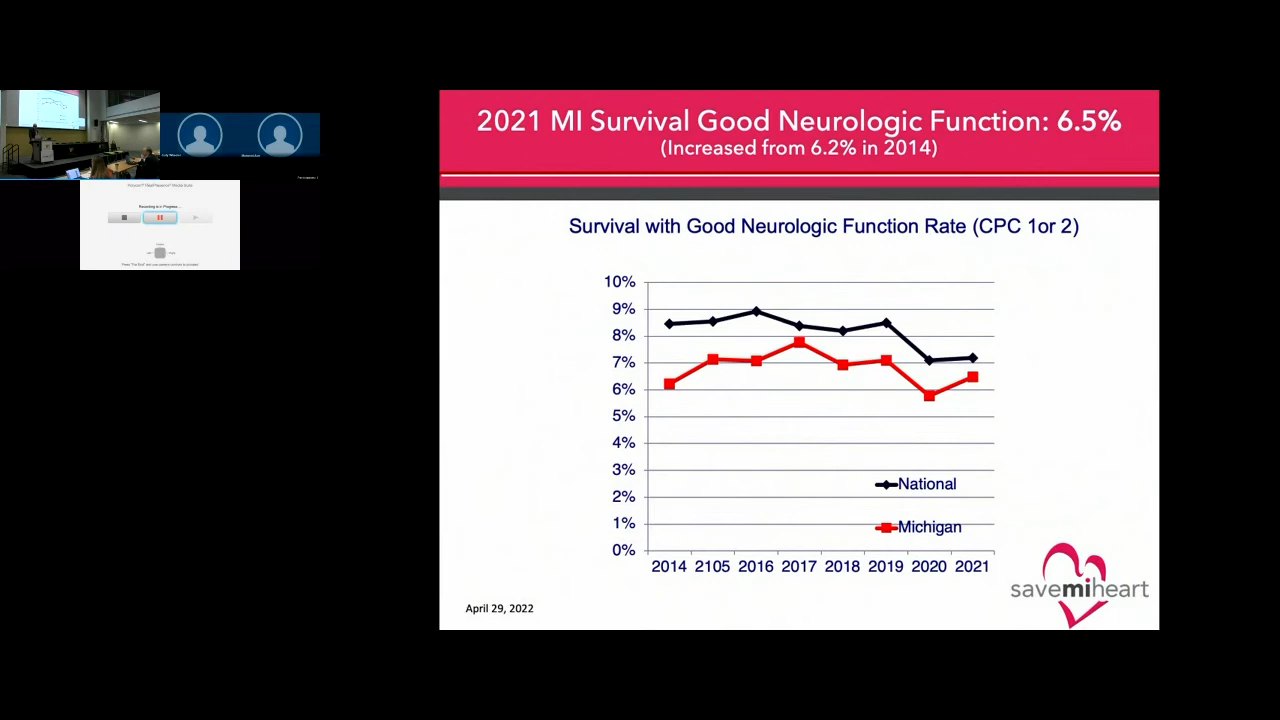 2021 MI Survival Good Neurologic Function: 6.5%
(Increased from 6.2% in 2014)
Survival with Good Neurologic Function Rate (CPC 1or 2)
10%
9%
8%
7%
6%
5%
4%
3%
2%
1%
0%
National
Michigan
2014 2105 2016 2017 2018 2019 2020 2021
savemiheart
April 29, 2022
Recording is in Progress...